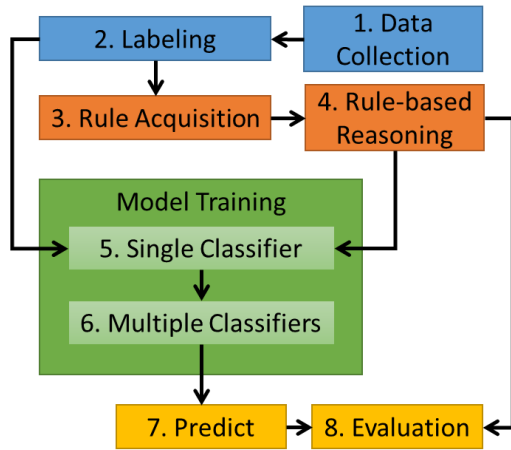 1. Data
Collection
2. Labeling
3. Rule Acquisition
4. Rule-based
Reasoning
Model Training
5. Single Classifier
6. Multiple Classifiers
7. Predict
8. Evaluation